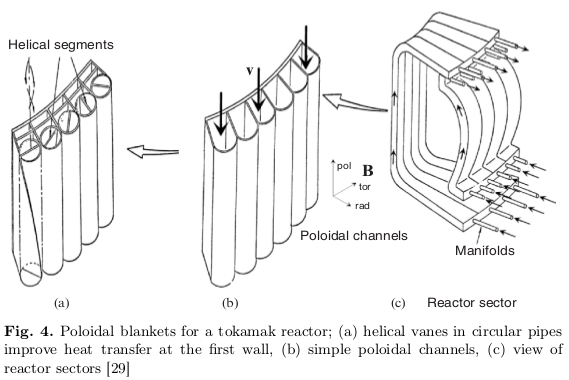 Helical segments
v
B
pol
tor
rad
Poloidal channels
Manifolds
(a)
(b)
(c) Reactor sector
Fig. 4. Poloidal blankets for a tokamak reactor; (a) helical vanes in circular pipes
improve heat transfer at the first wall, (b) simple poloidal channels, (c) view of
reactor sectors [29]